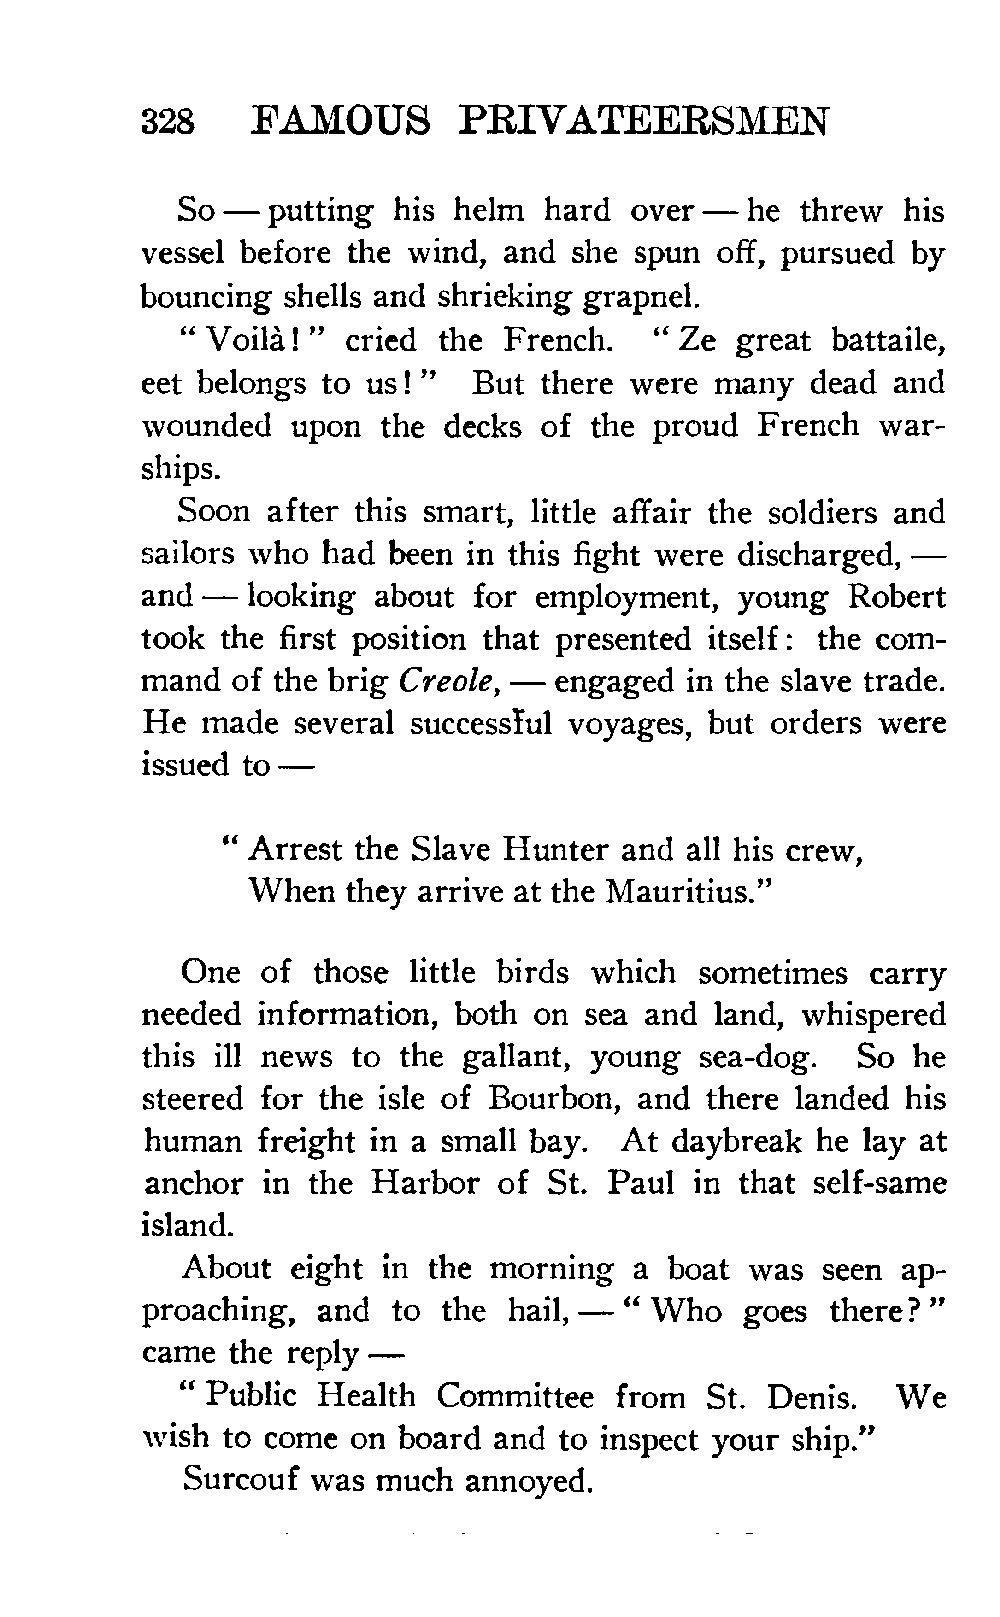 328 FAMOUS PRIVATEERSMEN
So — putting his helm hard over — he threw his
vessel before the wind, and she spun off, pursued by
bouncing shells and shrieking grapnel.
“ Voilà! ” cried the French. “ Ze great battaile,
eet belongs to us! ” But there were many dead and
wounded upon the decks of the proud French war-
ships.
Soon after this smart, little affair the soldiers and
sailors who had been in this fight were discharged, —
and — looking about for employment, young Robert
took the first position that presented itself: the com-
mand of the brig Creole, — engaged in the slave trade.
He made several successful voyages, but orders were
issued to —
“ Arrest the Slave Hunter and all his crew,
When they arrive at the Mauritius.”
One of those little birds which sometimes carry
needed information, both on sea and land, whispered
this ill news to the gallant, young sea-dog. So he
steered for the isle of Bourbon, and there landed his
human freight in a small bay. At daybreak he lay at
anchor in the Harbor of St. Paul in that self-same
island.
About eight in the morning a boat was seen ap-
proaching, and to the hail, — “ Who goes there? ”
came the reply —
“ Public Health Committee from St. Denis. We
wish to come on board and to inspect your ship.”
Surcouf was much annoyed.